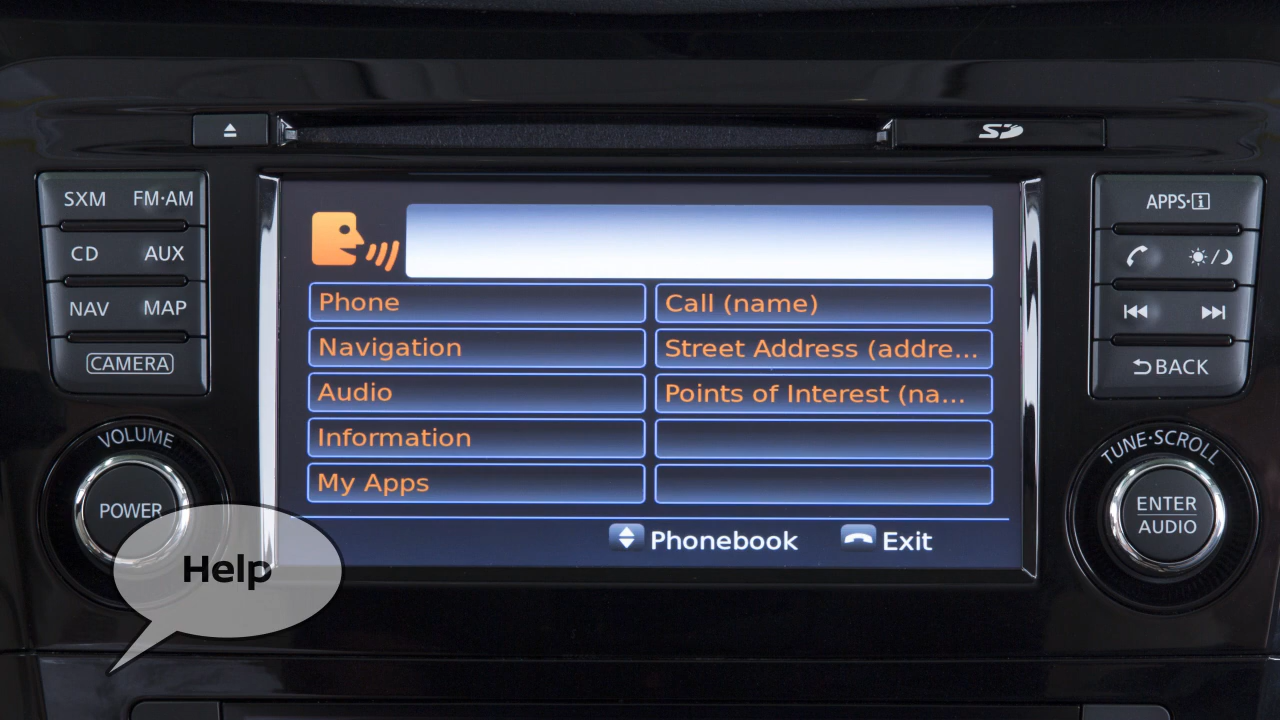 SD
SXM FM·AM
CD AUX
NAV MAP
CAMERA
VOLUME
POWER
Help
Phone
Navigation
Audio
Information
My Apps
Call (name)
Street Address (addre...
Points of Interest (na...
Phonebook Exit
APPS·i
BACK
TUNE·SCROLL
ENTER
AUDIO